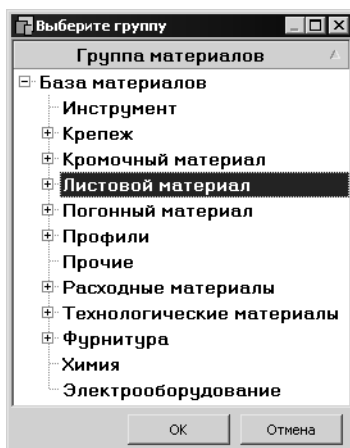 Выберите группу
Группа материалов
База материалов
Инструмент
Крепеж
Кромочный материал
Листовой материал
Погонный материал
Профили
Прочие
Расходные материалы
Технологические материалы
Фурнитура
Химия
Электрооборудование
OK Отмена